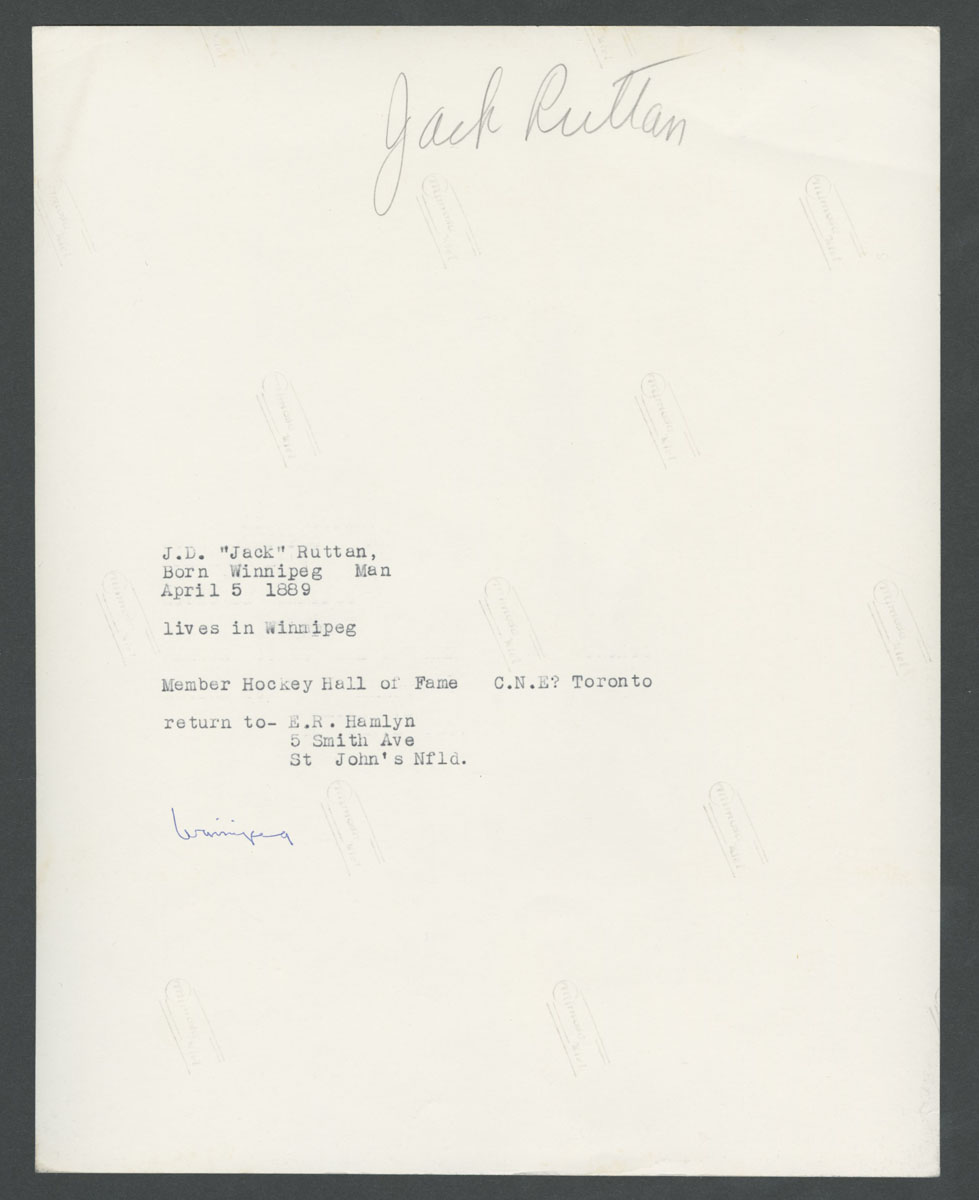 Jack Ruttan
J.D. "Jack" Ruttan,
Born Winnipeg Man
April 5 1889
lives in Winnipeg
Member Hockey Hall of Fame C.N.E? Toronto
return to- E.R. Hamlyn
5 Smith Ave
St John's Nfld.
Winnipeg